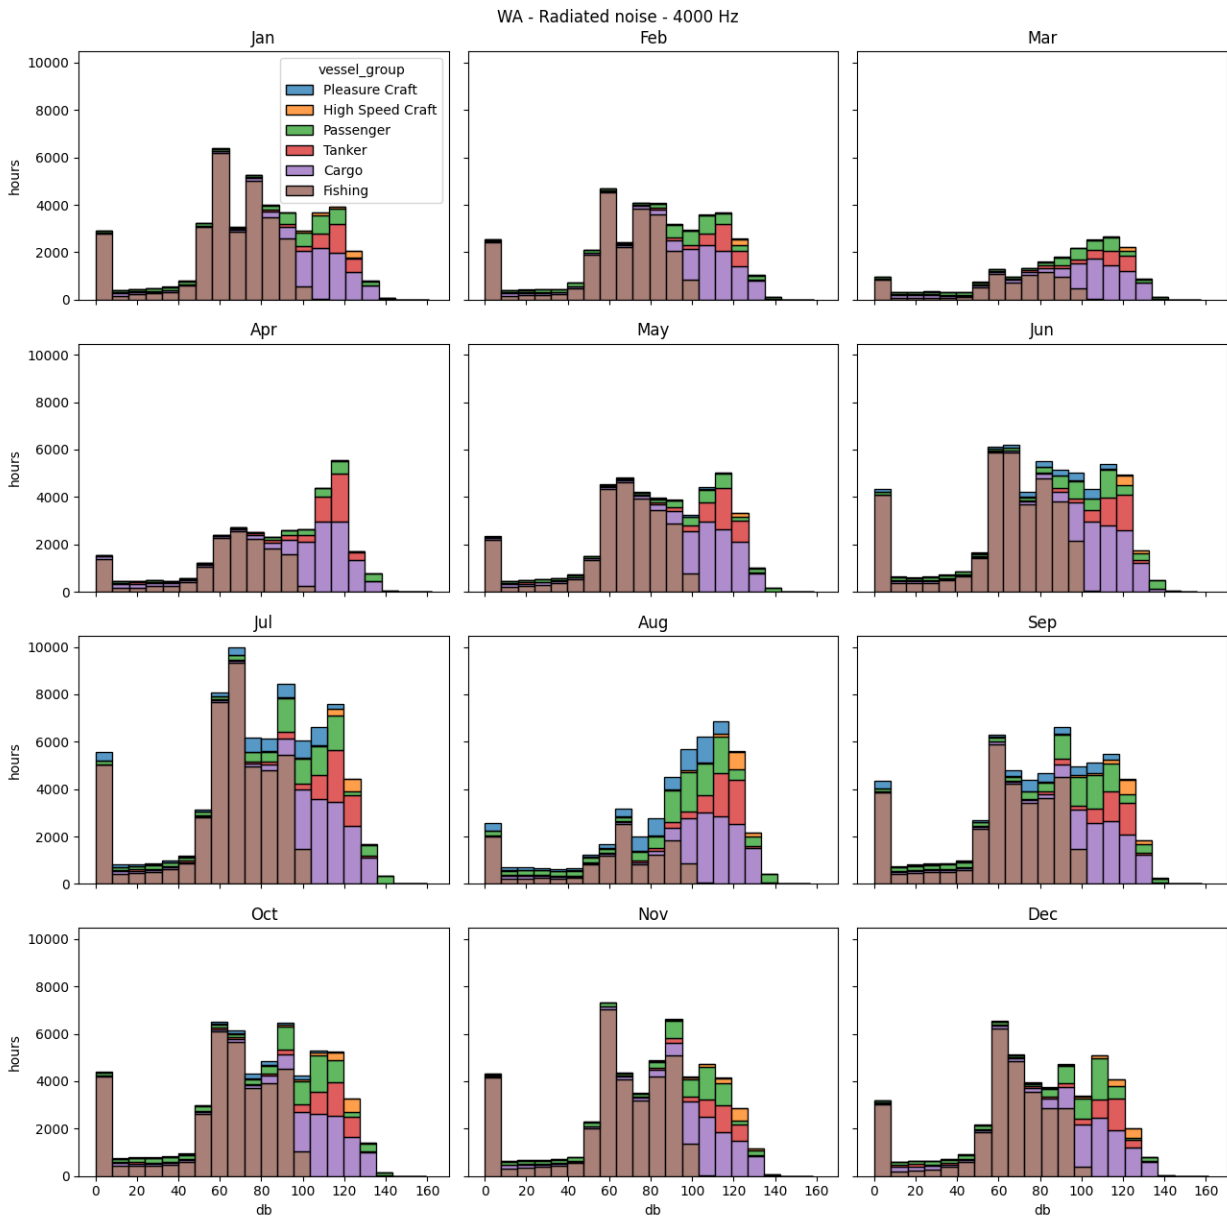 WA - Radiated noise - 4000 Hz
Jan
Feb
Mar
10000
8000
6000
4000
2000
0
hours
vessel_group
Pleasure Craft
High Speed Craft
Passenger
Tanker
Cargo
Fishing
Apr
May
Jun
10000
8000
6000
4000
2000
0
hours
Jul
Aug
Sep
10000
8000
6000
4000
2000
0
hours
Oct
Nov
Dec
10000
8000
6000
4000
2000
0
hours
0 20 40 60 80 100 120 140 160
0 20 40 60 80 100 120 140 160
0 20 40 60 80 100 120 140 160
db
db
db